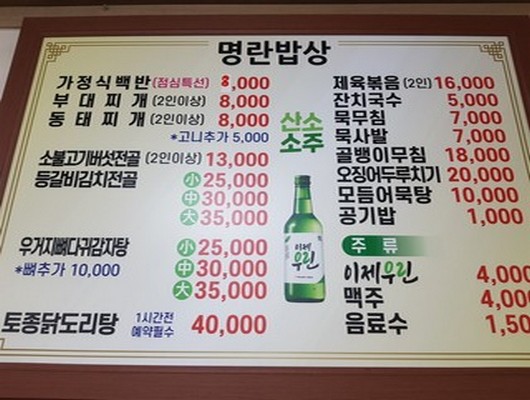 명란밥상
가정식백반(점심특선) 8,000
부대찌개 (2인이상) 8,000
동태찌개 (2인이상) 8,000
*고니추가 5,000
소불고기버섯전골 (2인이상) 13,000
등갈비김치전골 小 25,000
中 30,000
大 35,000
우거지뼈다귀감자탕 小 25,000
*뼈추가 10,000 中 30,000
大 35,000
토종닭도리탕 1시간전 예약필수 40,000
산소
소주
이제
우린
제육볶음 (2인) 16,000
잔치국수 5,000
묵무침 7,000
묵사발 7,000
골뱅이무침 18,000
오징어두루치기 20,000
모듬어묵탕 10,000
공기밥 1,000
주 류
이제우린 4,000
맥주 4,00
음료수 1,50